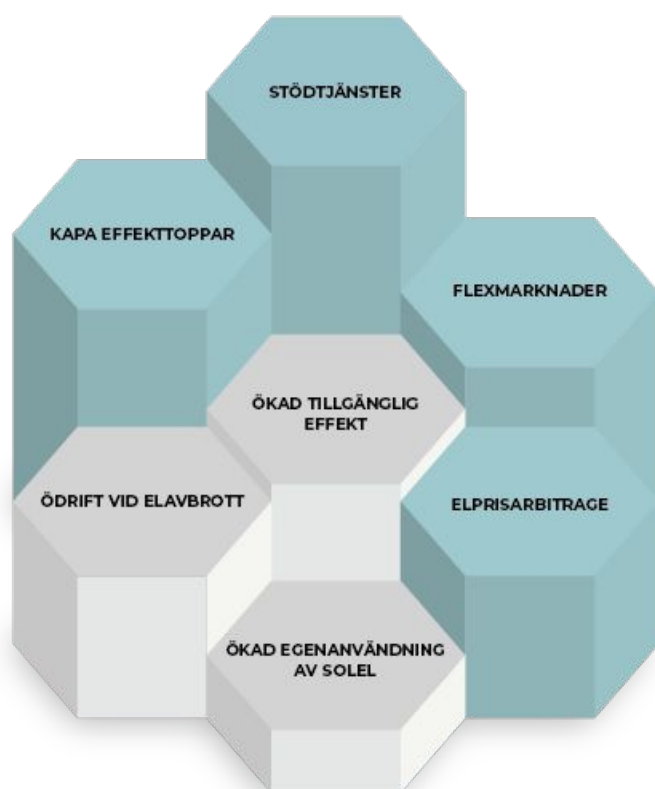 STÖDTJÄNSTER
KAPA EFFEKTTOPPAR
FLEXMARKNADER
ÖKAD TILLGÄNGLIG
EFFEKT
ÖDRIFT VID ELAVBROTT
ELPRISARBITRAGE
ÖKAD EGENANVÄNDNING
AV SOLEL